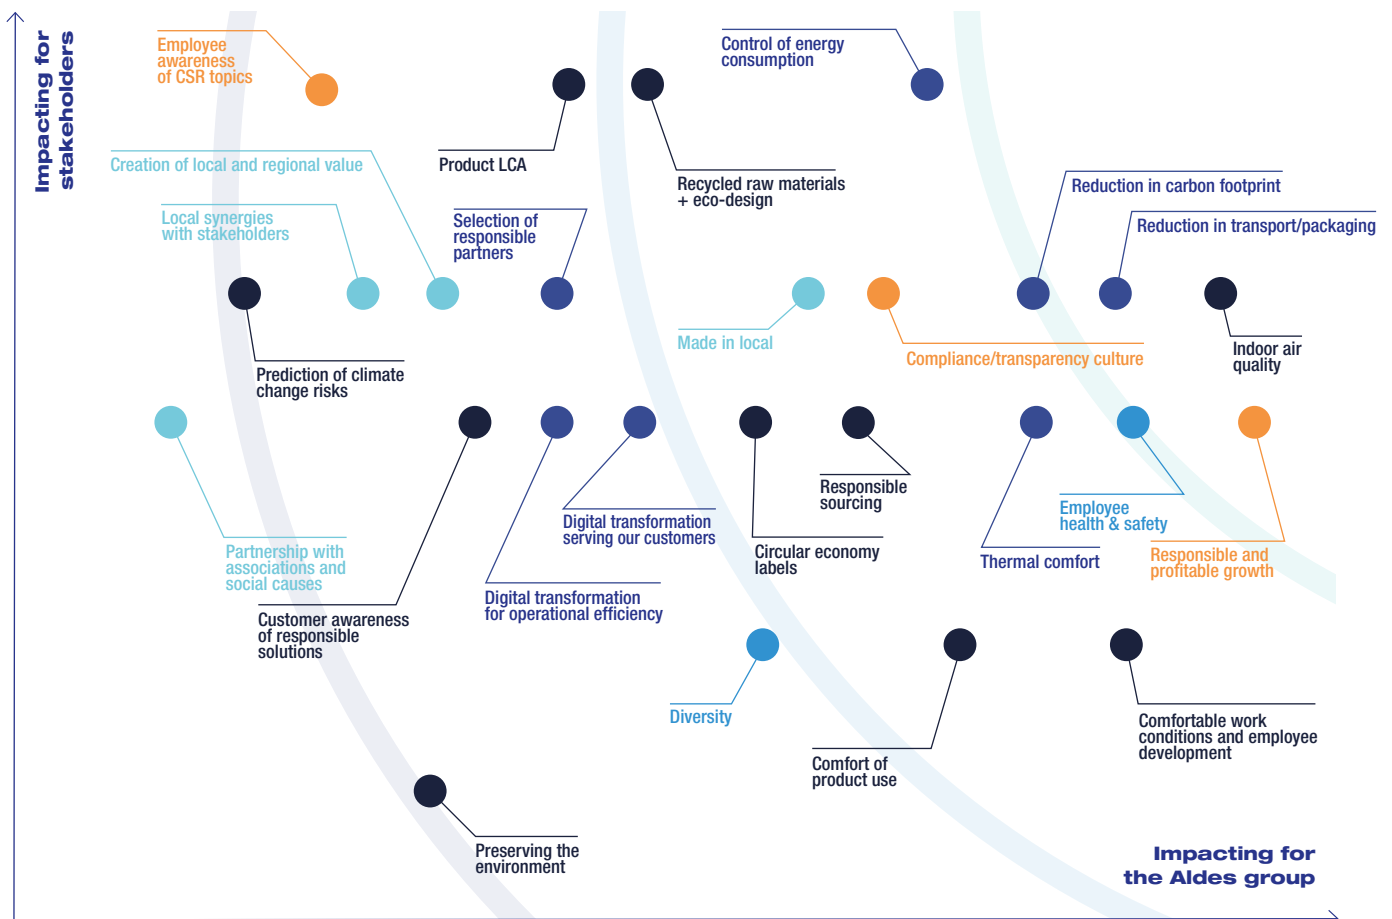 Impacting for
stakeholders
Employee
awareness
of CSR topics
Control of energy
consumption
Creation of local and regional value
Product LCA
Recycled raw materials
+ eco-design
Reduction in carbon footprint
Local synergies
with stakeholders
Selection of
responsible
partners
Reduction in transport/packaging
Made in local
Compliance/transparency culture
Indoor air
quality
Prediction of climate
change risks
Responsible
sourcing
Employee
health & safety
Digital transformation
serving our customers
Partnership with
associations and
social causes
Circular economy
labels
Thermal comfort
Responsible and
profitable growth
Digital transformation
for operational efficiency
Customer awareness
of responsible
solutions
Diversity
Comfortable work
conditions and employee
development
Comfort of
product use
Preserving the
environment
Impacting for
the Aldes group